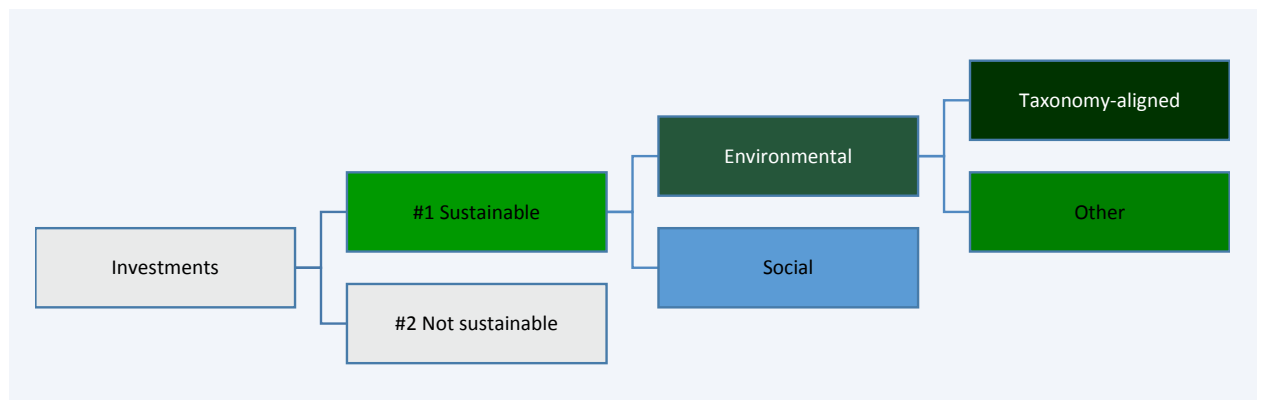 Investments
#1 Sustainable
#2 Not sustainable
Environmental
Social
Taxonomy-aligned
Other